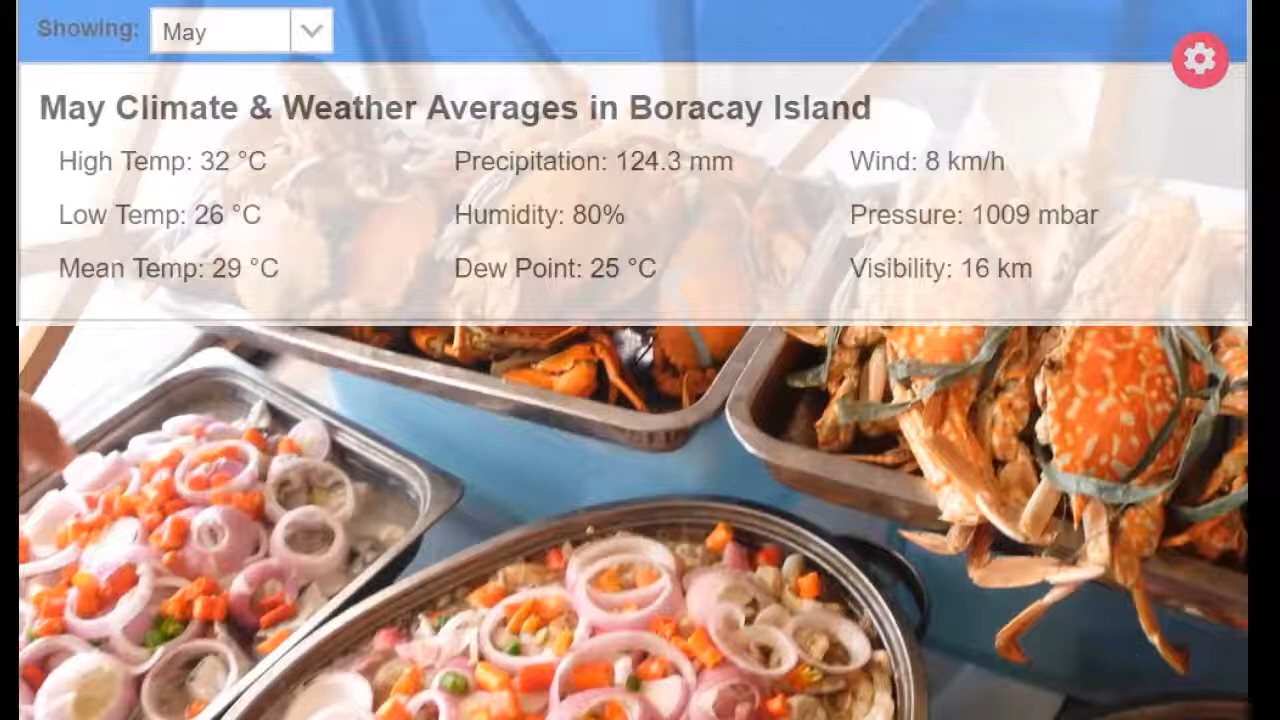 Showing: May
May Climate & Weather Averages in Boracay Island
High Temp: 32 °C Precipitation: 124.3 mm Wind: 8 km/h
Low Temp: 26 °C Humidity: 80% Pressure: 1009 mbar
Mean Temp: 29 °C Dew Point: 25 °C Visibility: 16 km